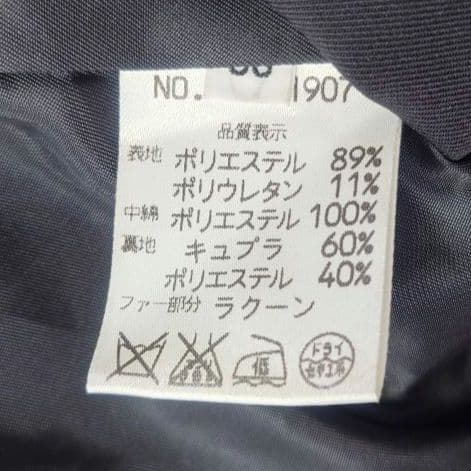 NO. 1907
品質表示
表地 ポリエステル 89%
ポリウレタン 11%
中綿 ポリエステル 100%
裏地 キュプラ 60%
ポリエステル 40%
ファー部分 ラクーン
低 ドライ